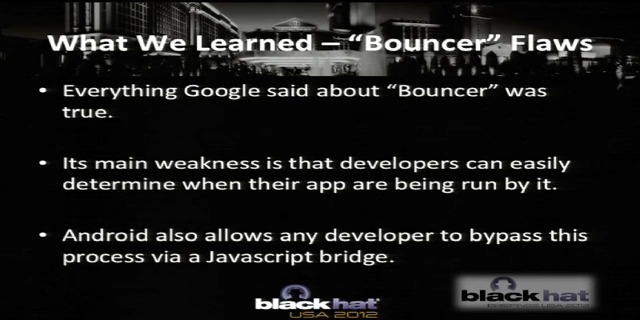 What We Learned – “Bouncer” Flaws
• Everything Google said about “Bouncer” was
true.
• Its main weakness is that developers can easily
determine when their app are being run by it.
• Android also allows any developer to bypass this
process via a Javascript bridge.
black hat
USA 2012
black hat